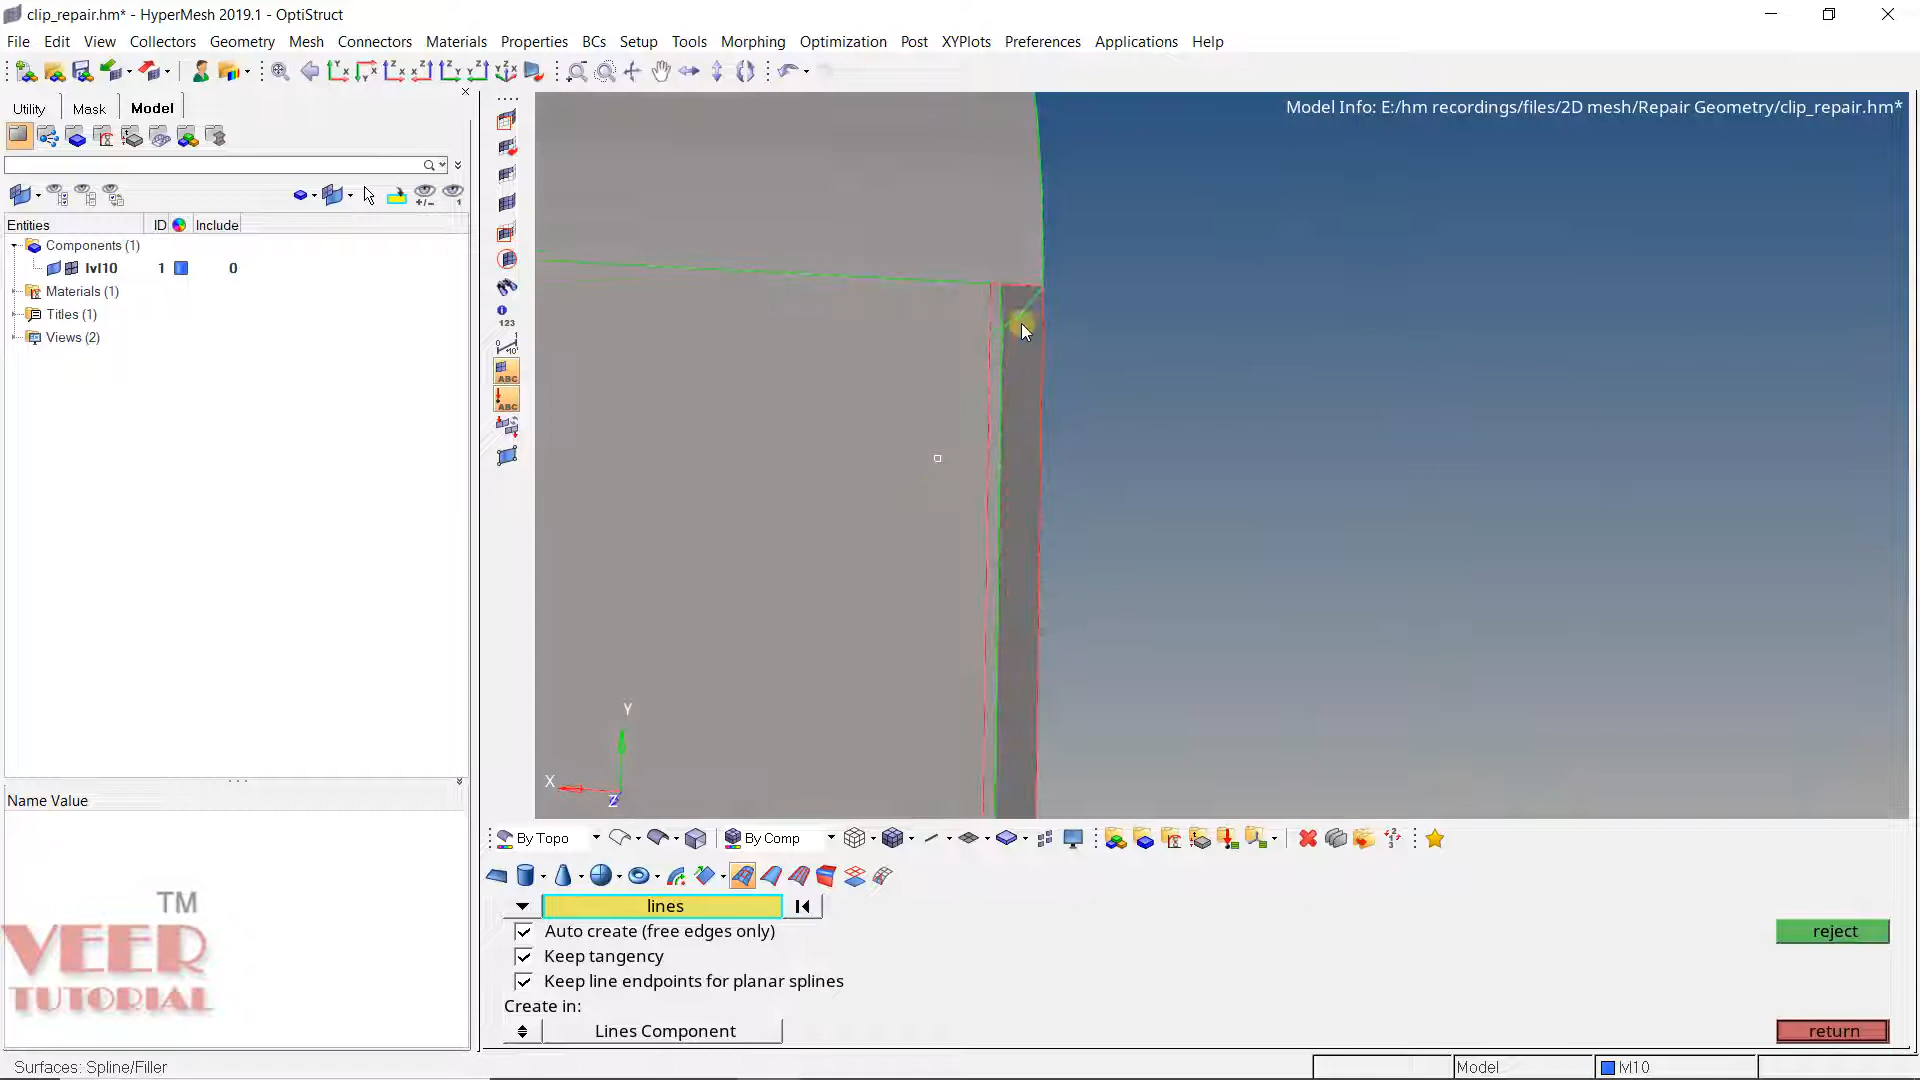 clip_repair.hm* - HyperMesh 2019.1 - OptiStruct
File Edit View Collectors Geometry Mesh Connectors Materials Properties BCs Setup Tools Morphing Optimization Post XYPlots Preferences Applications Help
Utility Mask Model
Model Info: E:/hm recordings/files/2D mesh/Repair Geometry/clip_repair.hm*
Entities ID Include
Components (1)
lvl10 1 0
Materials (1)
Titles (1)
Views (2)
123
ABC
ABC
Y
X
Z
Name Value
By Topo By Comp
lines
Auto create (free edges only)
reject
Keep tangency
Keep line endpoints for planar splines
Create in:
Lines Component
return
TM
VEER
TUTORIAL
Surfaces: Spline/Filler
Model
lvl10